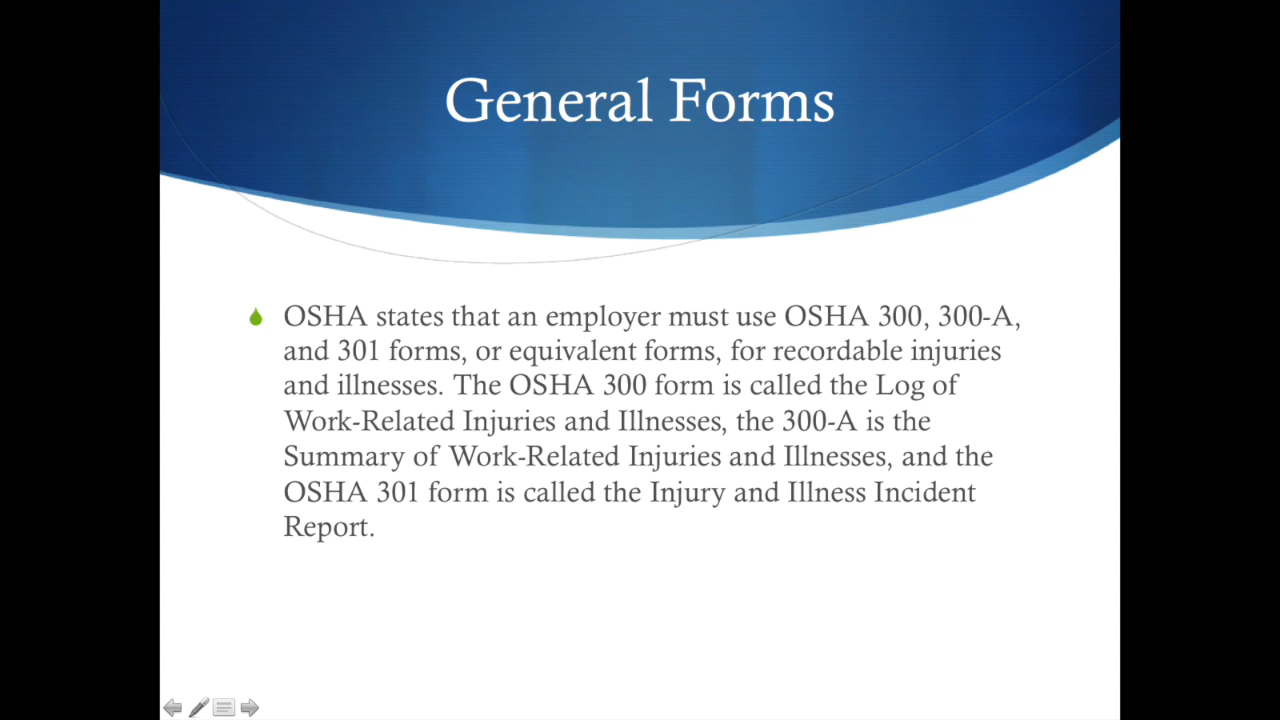 General Forms
OSHA states that an employer must use OSHA 300, 300-A,
and 301 forms, or equivalent forms, for recordable injuries
and illnesses. The OSHA 300 form is called the Log of
Work-Related Injuries and Illnesses, the 300-A is the
Summary of Work-Related Injuries and Illnesses, and the
OSHA 301 form is called the Injury and Illness Incident
Report.